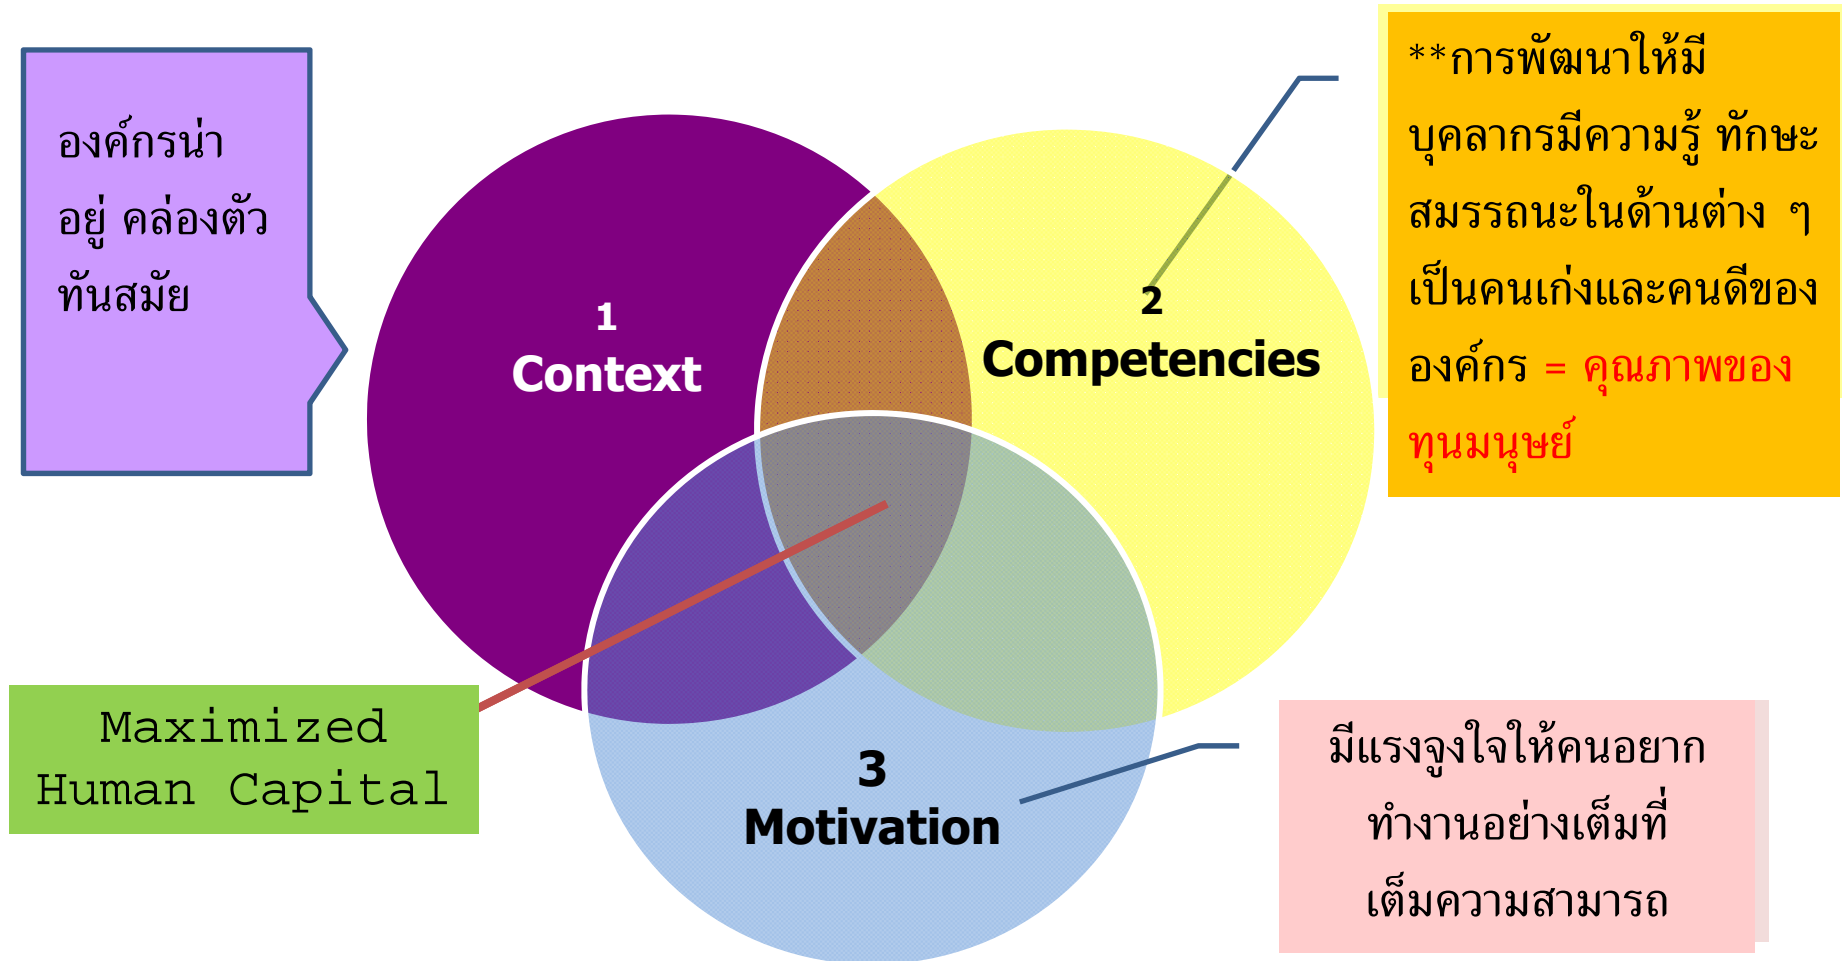 องค์กรน่า
อยู่ คล่องตัว
ทันสมัย
1
Context
2
Competencies
**การพัฒนาให้มี
บุคลากรมีความรู้ ทักษะ
สมรรถนะในด้านต่าง ๆ
เป็นคนเก่งและคนดีของ
องค์กร = คุณภาพของ
ทุนมนุษย์
Maximized
Human Capital
3
Motivation
มีแรงจูงใจให้คนอยาก
ทำงานอย่างเต็มที่
เต็มความสามารถ